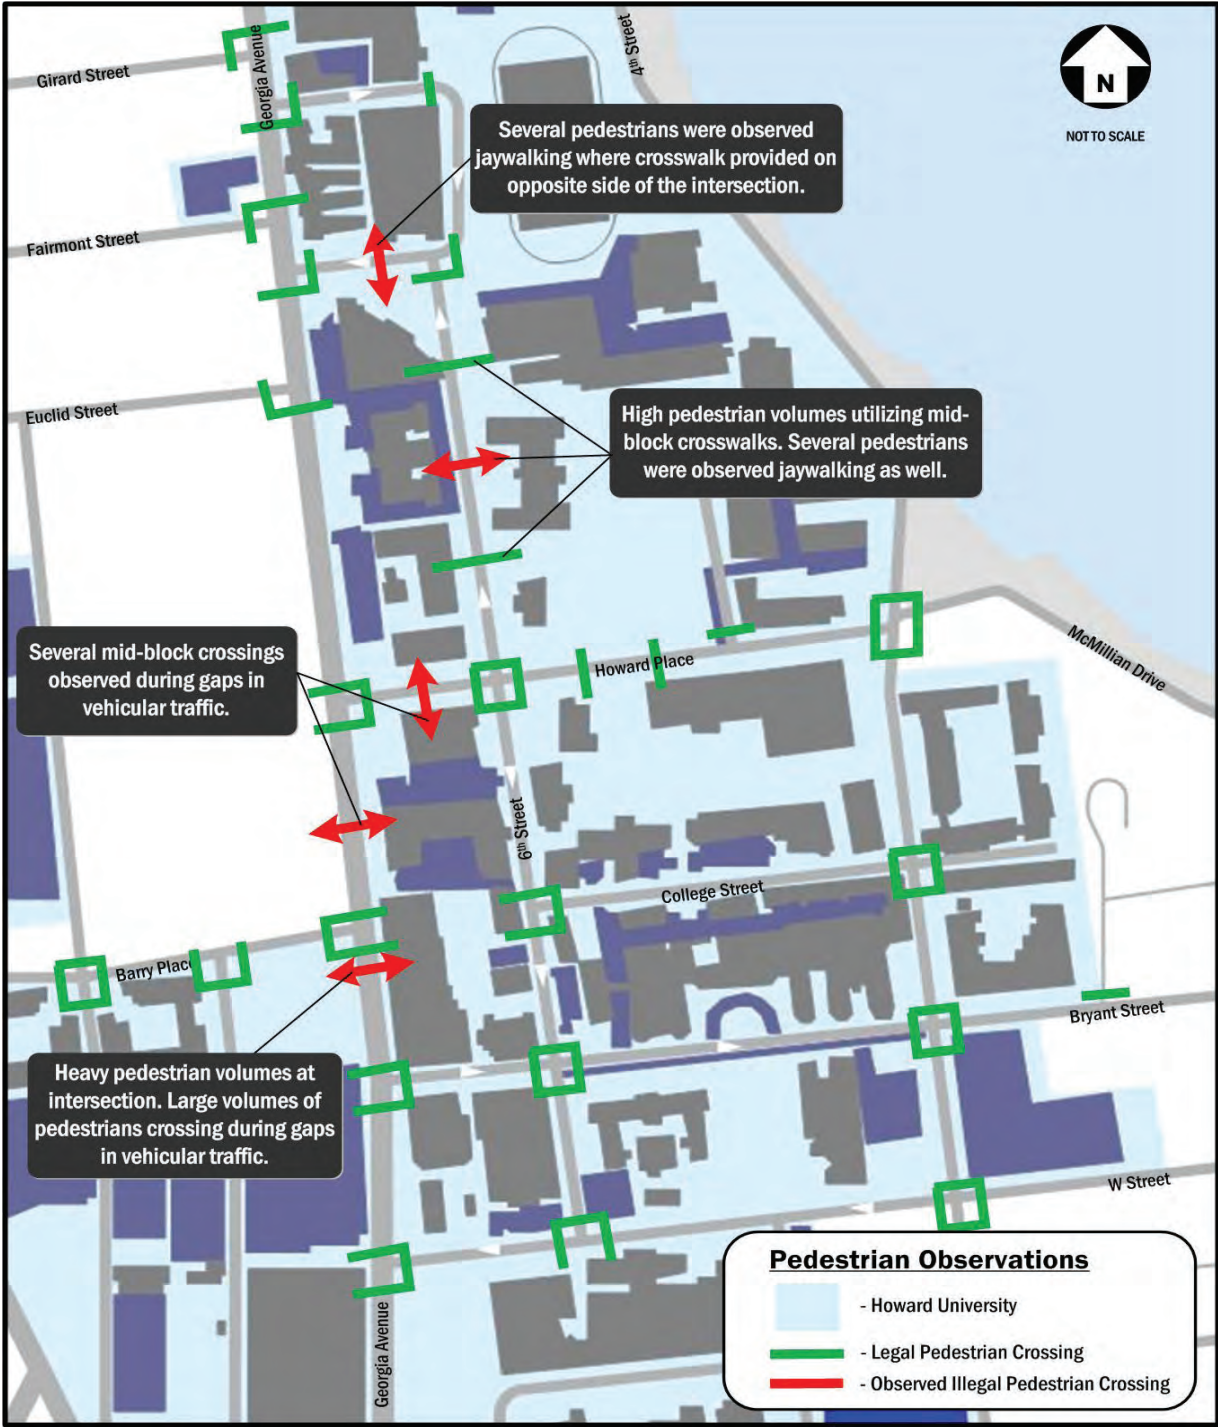 Girard Street
Georgia Avenue
4th Street
N
NOT TO SCALE
Several pedestrians were observed
jaywalking where crosswalk provided on
opposite side of the intersection.
Fairmont Street
Euclid Street
High pedestrian volumes utilizing mid-
block crosswalks. Several pedestrians
were observed jaywalking as well.
Several mid-block crossings
observed during gaps in
vehicular traffic.
Howard Place
McMillian Drive
6th Street
College Street
Barry Place
Bryant Street
Heavy pedestrian volumes at
intersection. Large volumes of
pedestrians crossing during gaps
in vehicular traffic.
W Street
Georgia Avenue
Pedestrian Observations
- Howard University
- Legal Pedestrian Crossing
- Observed Illegal Pedestrian Crossing